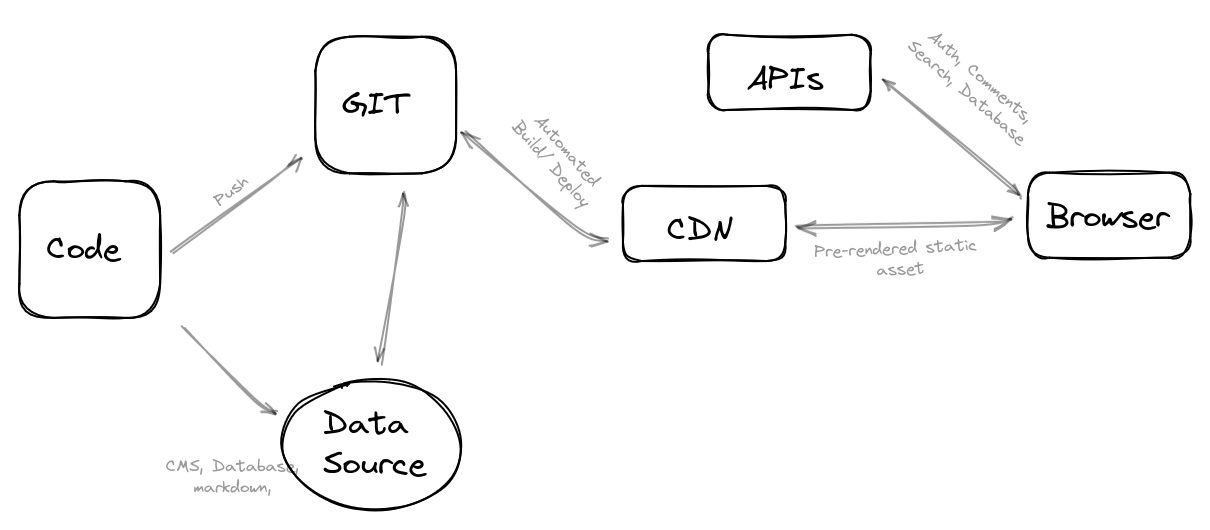 GIT
APIs
Auth, Comments,
Search, Database
Automated
Build/ Deploy
Push
Code
CDN
Browser
Pre-rendered static
asset
Data
Source
CMS, Database,
markdown,